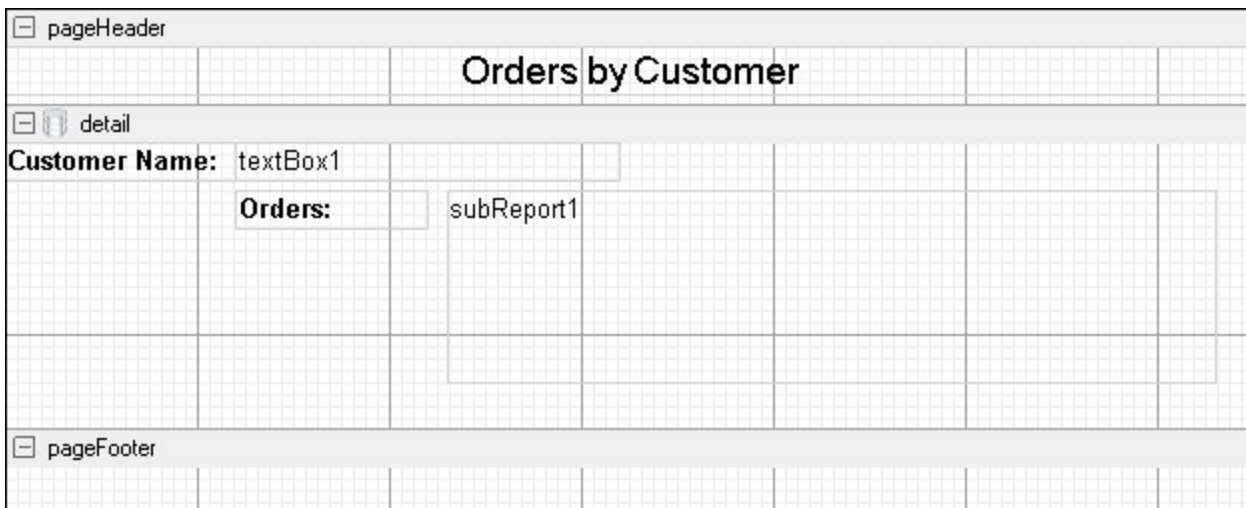 pageHeader
Orders by Customer
detail
Customer Name: textBox1
Orders: subReport1
pageFooter